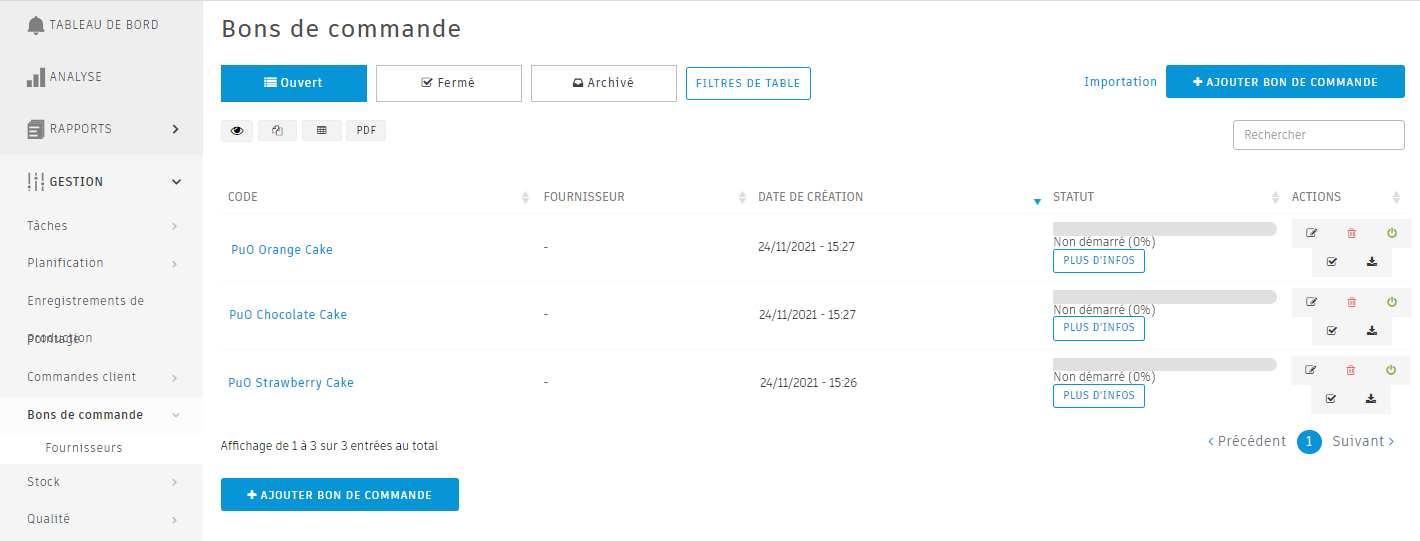 TABLEAU DE BORD
ANALYSE
RAPPORTS
GESTION
Tâches
Planification
Enregistrements de
production
Pointage
Commandes client
Bons de commande
Fournisseurs
Stock
Qualité
Bons de commande
Ouvert Fermé Archivé FILTRES DE TABLE Importation AJOUTER BON DE COMMANDE
PDF Rechercher
CODE FOURNISSEUR DATE DE CRÉATION STATUT ACTIONS
PuO Orange Cake - 24/11/2021 - 15:27 Non démarré (0%)
PLUS D'INFOS
PuO Chocolate Cake - 24/11/2021 - 15:27 Non démarré (0%)
PLUS D'INFOS
PuO Strawberry Cake - 24/11/2021 - 15:26 Non démarré (0%)
PLUS D'INFOS
Affichage de 1 à 3 sur 3 entrées au total Précédent 1 Suivant
AJOUTER BON DE COMMANDE